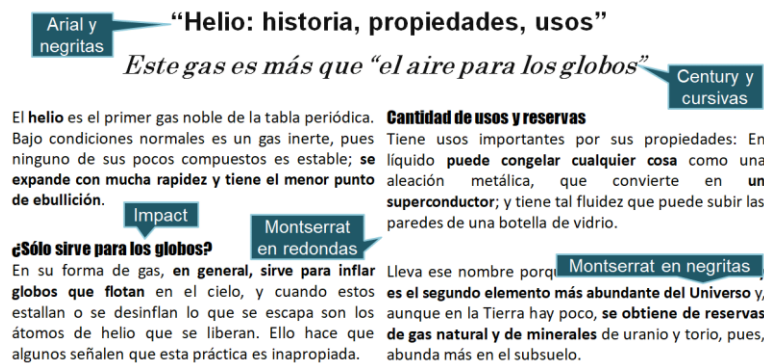 Arial y
negritas
“Helio: historia, propiedades, usos”
Este gas es más que “el aire para los globos”
Century y
cursivas
El helio es el primer gas noble de la tabla periódica.
Bajo condiciones normales es un gas inerte, pues
ninguno de sus pocos compuestos es estable; se
expande con mucha rapidez y tiene el menor punto
de ebullición.
Impact
Montserrat
en redondas
¿Sólo sirve para los globos?
En su forma de gas, en general, sirve para inflar
globos que flotan en el cielo, y cuando estos
estallan o se desinflan lo que se escapa son los
átomos de helio que se liberan. Ello hace que
algunos señalen que esta práctica es inapropiada.
Cantidad de usos y reservas
Tiene usos importantes por sus propiedades: En
líquido puede congelar cualquier cosa como una
aleación metálica, que convierte en un
superconductor; y tiene tal fluidez que puede subir las
paredes de una botella de vidrio.
Montserrat en negritas
Lleva ese nombre
es el segundo elemento más abundante del Universo y,
aunque en la Tierra hay poco, se obtiene de reservas
de gas natural y de minerales de uranio y torio, pues,
abunda más en el subsuelo.